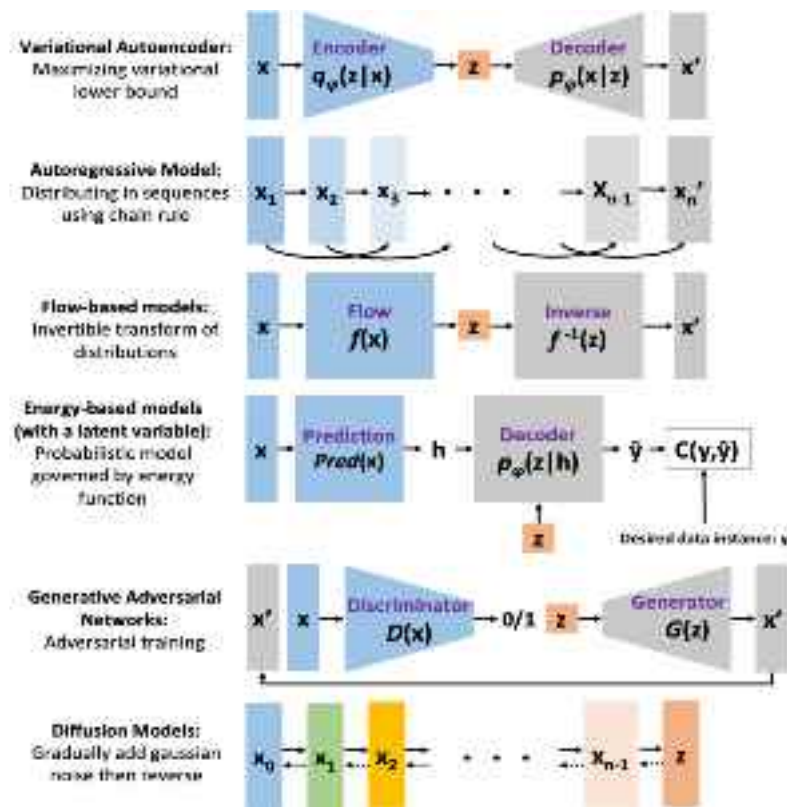 Variational Autoencoder:
Maximizing variational
lower bound
x
Encoder
qφ(z|x)
z
Decoder
pφ(x|z)
x'
Autoregressive Model:
Distributing in sequences
using chain rule
x1
x2
x3
. . .
Xn-1
xn'
Flow-based models:
Invertible transform of
distributions
x
Flow
f(x)
z
Inverse
f-1(z)
x'
Energy-based models
(with a latent variable):
Probabilistic model
governed by energy
function
x
Prediction
Pred(x)
h
Decoder
pφ(z|h)
ŷ
C(y,ŷ)
z
Desired data instance: y
Generative Adversarial
Networks:
Adversarial training
x'
x
Discriminator
D(x)
0/1
z
Generator
G(z)
x'
Diffusion Models:
Gradually add gaussian
noise then reverse
x0
x1
x2
. . .
Xn-1
z